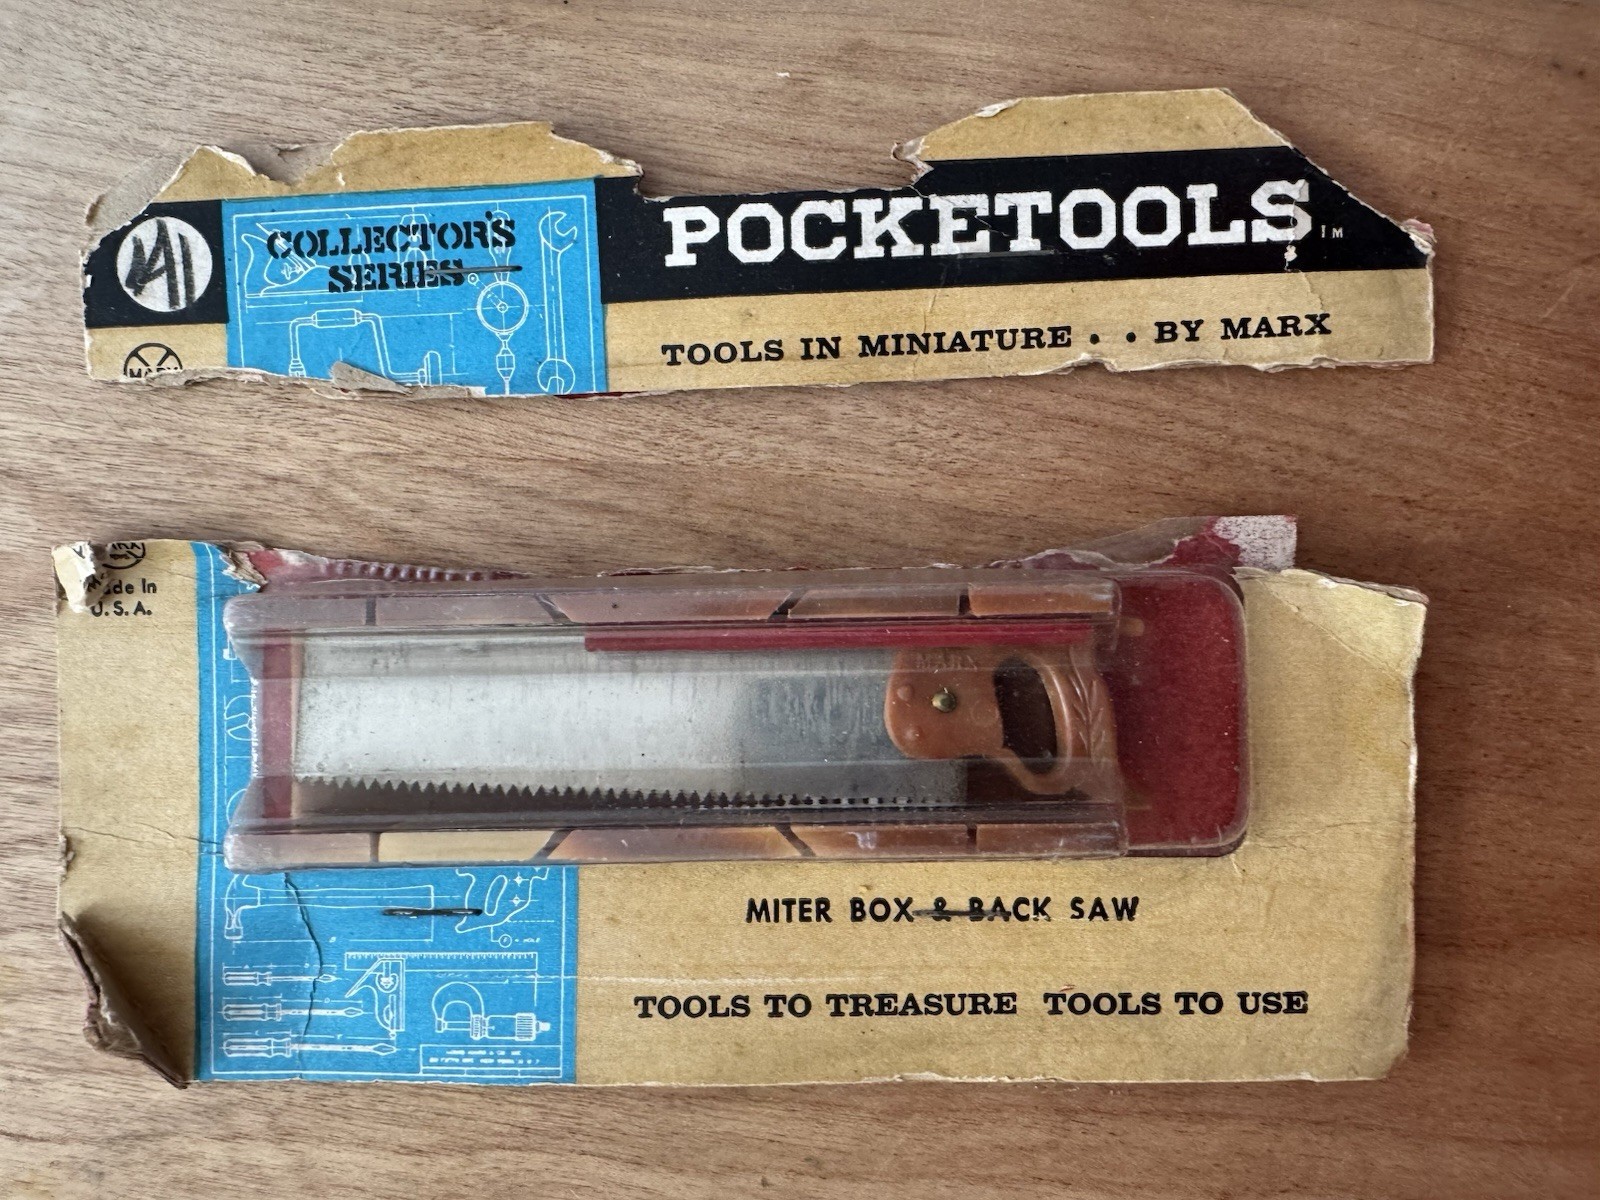 COLLECTOR'S
SERIES
POCKETOOLS TM
TOOLS IN MINIATURE . . BY MARX
MARX
Made In
U.S.A.
MARX
MITER BOX & BACK SAW
TOOLS TO TREASURE TOOLS TO USE